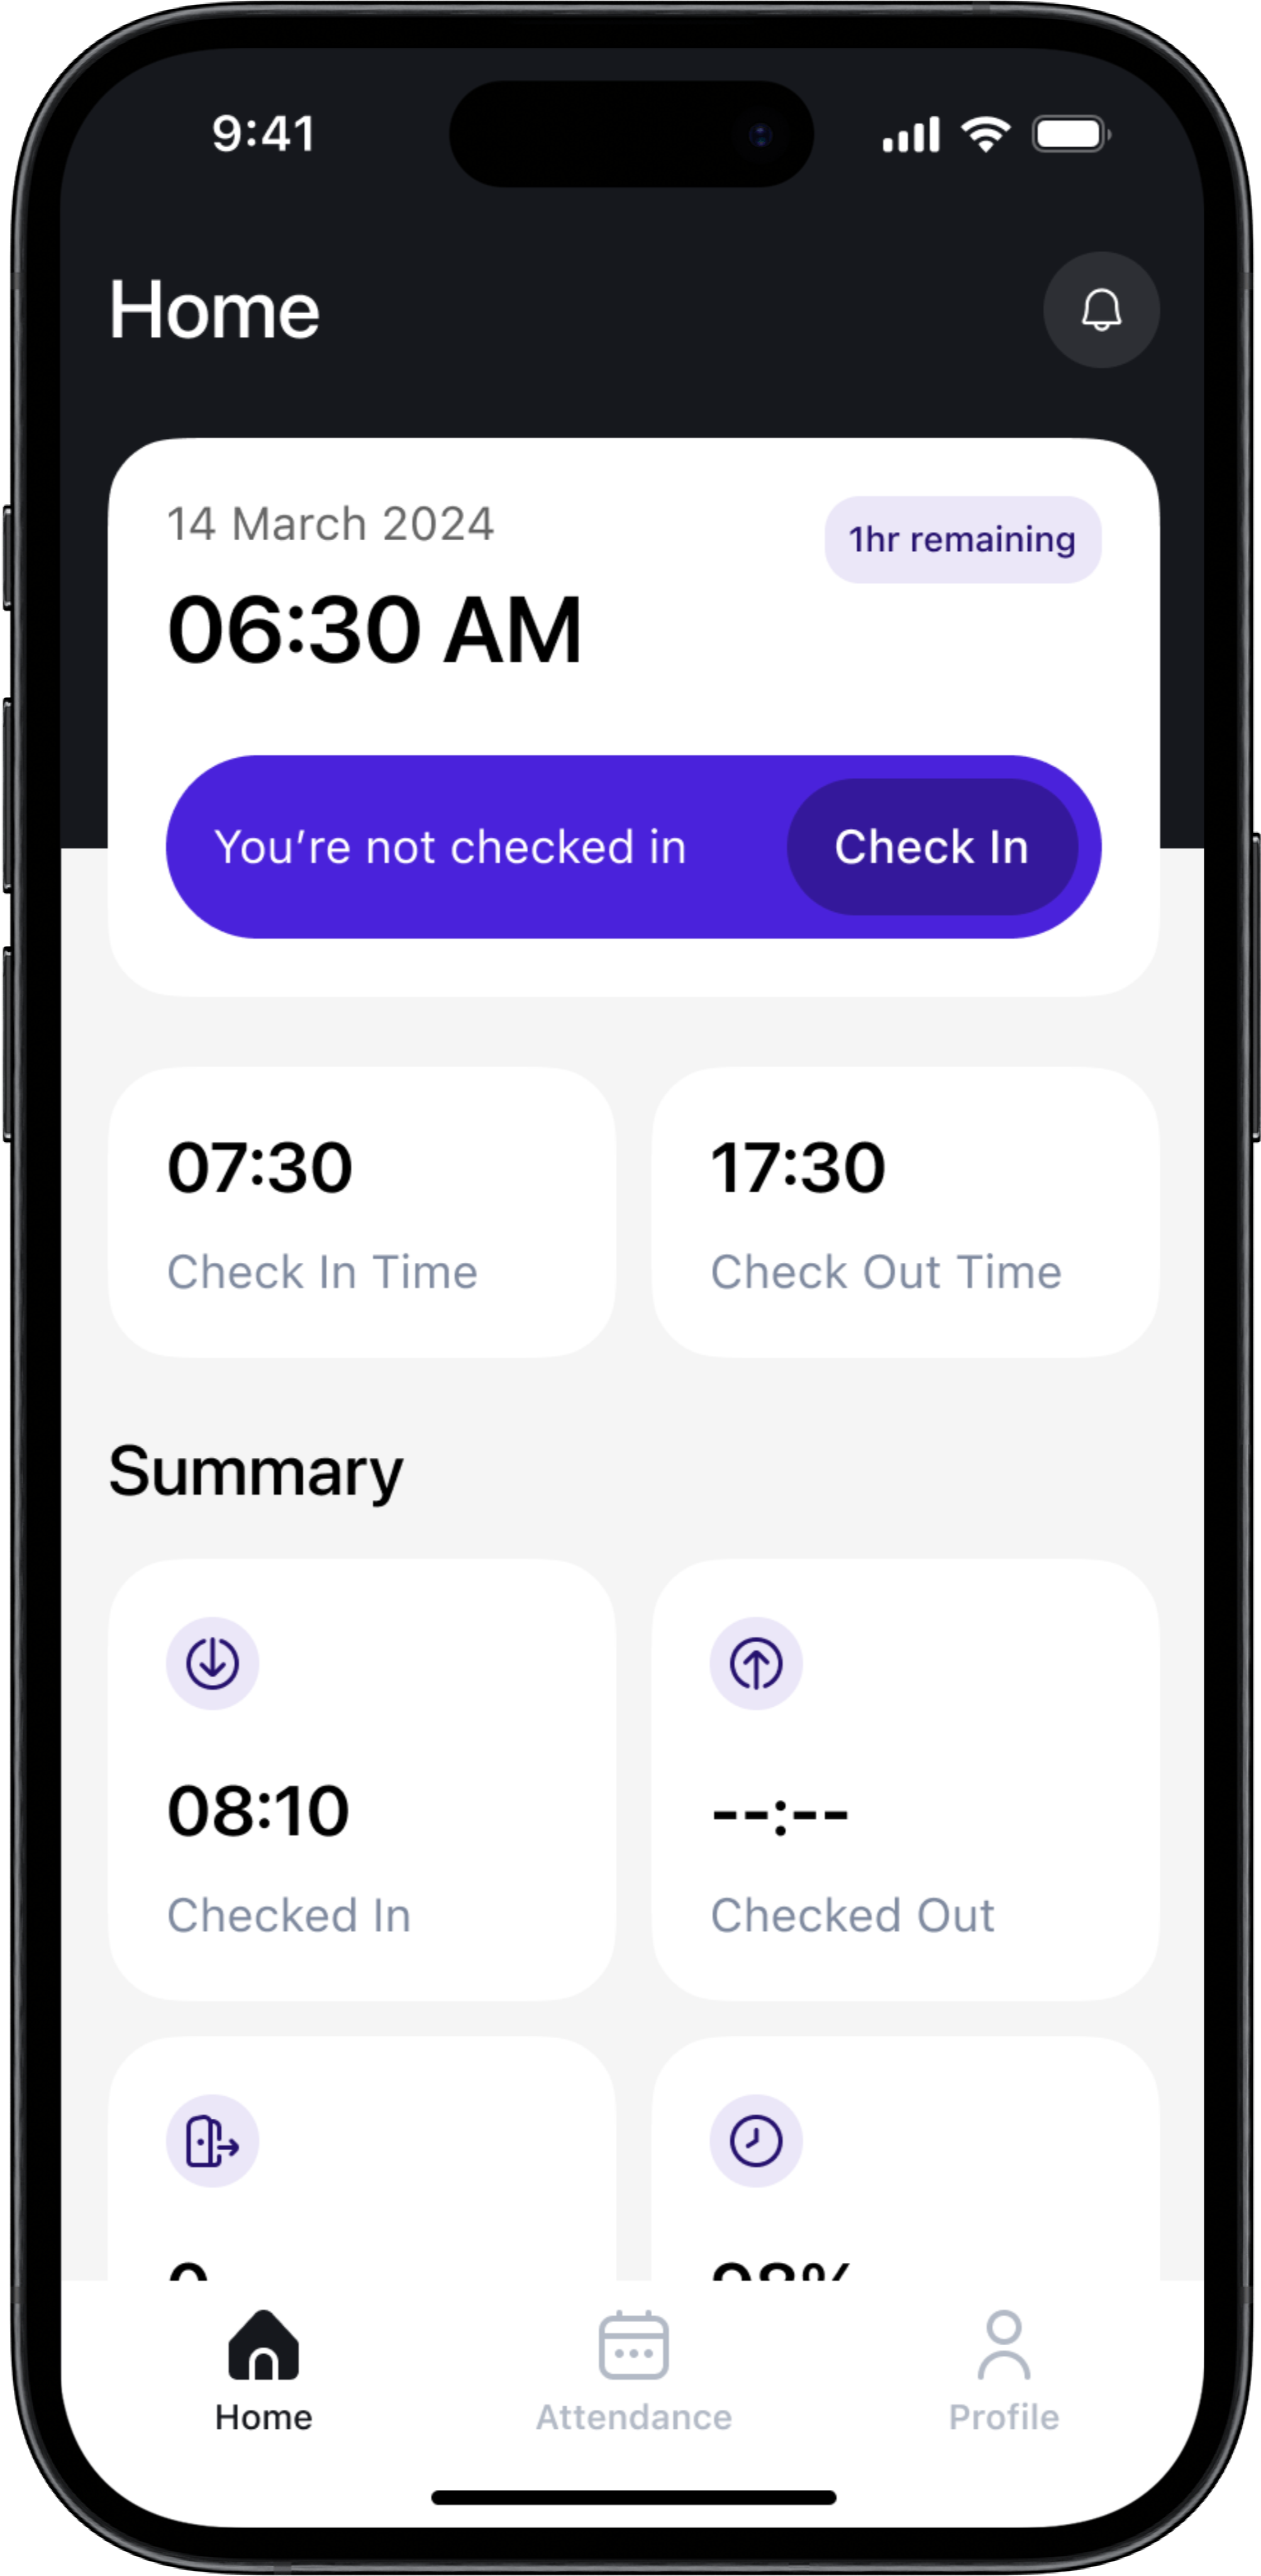 9:41
Home
14 March 2024
1hr remaining
06:30 AM
You’re not checked in
Check In
07:30
17:30
Check In Time
Check Out Time
Summary
08:10
--:--
Checked In
Checked Out
Home
Attendance
Profile